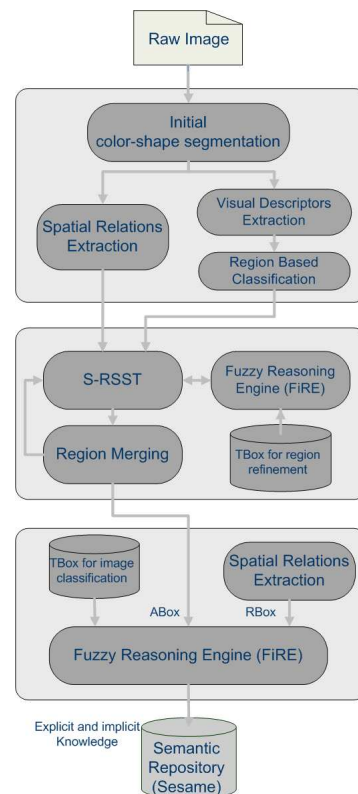 Raw Image
Initial
color-shape segmentation
Spatial Relations
Extraction
Visual Descriptors
Extraction
Region Based
Classification
S-RSST
Fuzzy Reasoning
Engine (FiRE)
Region Merging
TBox for region
refinement
TBox for image
classification
Spatial Relations
Extraction
ABox
RBox
Fuzzy Reasoning Engine (FiRE)
Explicit and implicit
Knowledge
Semantic
Repository
(Sesame)